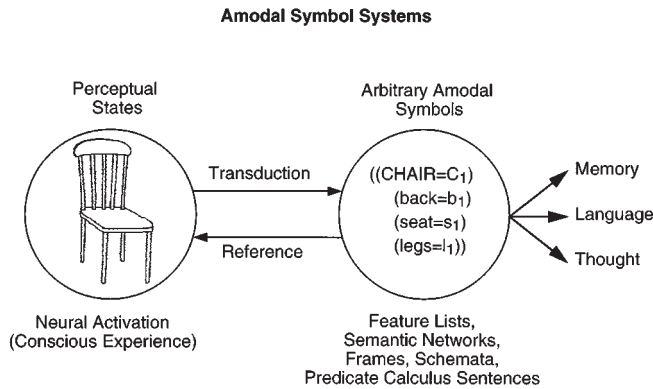 Amodal Symbol Systems
Perceptual
States
Arbitrary Amodal
Symbols
Transduction
Reference
((CHAIR=C₁)
(back=b₁)
(seat=s₁)
(legs=l₁))
Memory
Language
Thought
Neural Activation
(Conscious Experience)
Feature Lists,
Semantic Networks,
Frames, Schemata,
Predicate Calculus Sentences